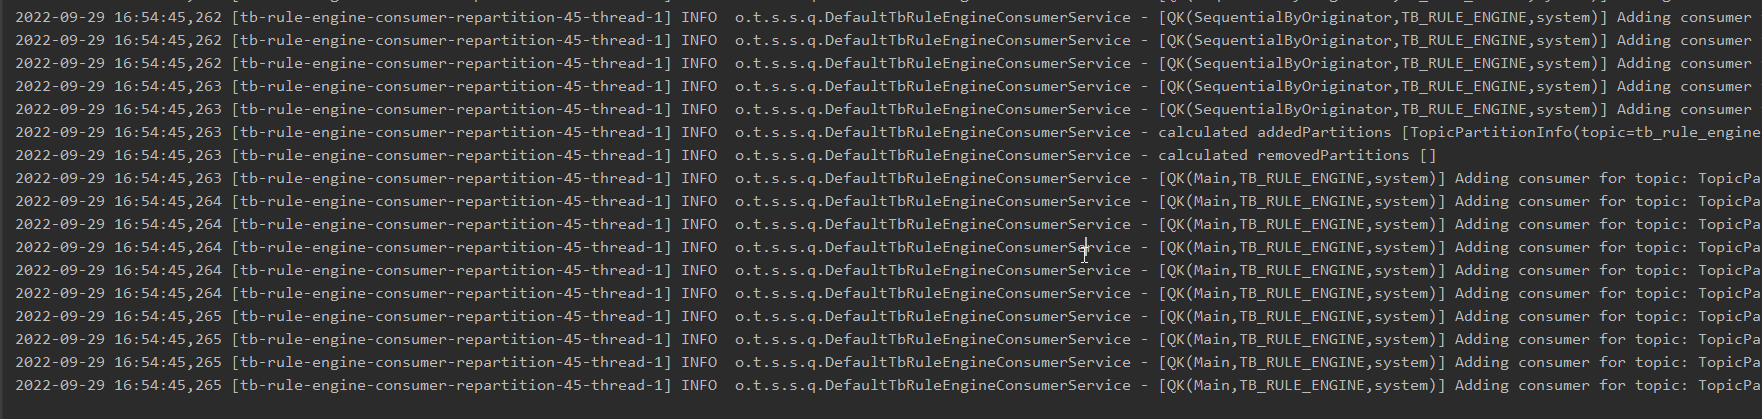 2022-09-29 16:54:45,262 [tb-rule-engine-consumer-repartition-45-thread-1] INFO  o.t.s.s.q.DefaultTbRuleEngineConsumerService - [QK(SequentialByOriginator,TB_RULE_ENGINE,system)] Adding consumer
2022-09-29 16:54:45,262 [tb-rule-engine-consumer-repartition-45-thread-1] INFO  o.t.s.s.q.DefaultTbRuleEngineConsumerService - [QK(SequentialByOriginator,TB_RULE_ENGINE,system)] Adding consumer
2022-09-29 16:54:45,262 [tb-rule-engine-consumer-repartition-45-thread-1] INFO  o.t.s.s.q.DefaultTbRuleEngineConsumerService - [QK(SequentialByOriginator,TB_RULE_ENGINE,system)] Adding consumer
2022-09-29 16:54:45,263 [tb-rule-engine-consumer-repartition-45-thread-1] INFO  o.t.s.s.q.DefaultTbRuleEngineConsumerService - [QK(SequentialByOriginator,TB_RULE_ENGINE,system)] Adding consumer
2022-09-29 16:54:45,263 [tb-rule-engine-consumer-repartition-45-thread-1] INFO  o.t.s.s.q.DefaultTbRuleEngineConsumerService - [QK(SequentialByOriginator,TB_RULE_ENGINE,system)] Adding consumer
2022-09-29 16:54:45,263 [tb-rule-engine-consumer-repartition-45-thread-1] INFO  o.t.s.s.q.DefaultTbRuleEngineConsumerService - calculated addedPartitions [TopicPartitionInfo(topic=tb_rule_engine
2022-09-29 16:54:45,263 [tb-rule-engine-consumer-repartition-45-thread-1] INFO  o.t.s.s.q.DefaultTbRuleEngineConsumerService - calculated removedPartitions []
2022-09-29 16:54:45,263 [tb-rule-engine-consumer-repartition-45-thread-1] INFO  o.t.s.s.q.DefaultTbRuleEngineConsumerService - [QK(Main,TB_RULE_ENGINE,system)] Adding consumer for topic: TopicPa
2022-09-29 16:54:45,264 [tb-rule-engine-consumer-repartition-45-thread-1] INFO  o.t.s.s.q.DefaultTbRuleEngineConsumerService - [QK(Main,TB_RULE_ENGINE,system)] Adding consumer for topic: TopicPa
2022-09-29 16:54:45,264 [tb-rule-engine-consumer-repartition-45-thread-1] INFO  o.t.s.s.q.DefaultTbRuleEngineConsumerService - [QK(Main,TB_RULE_ENGINE,system)] Adding consumer for topic: TopicPa
2022-09-29 16:54:45,264 [tb-rule-engine-consumer-repartition-45-thread-1] INFO  o.t.s.s.q.DefaultTbRuleEngineConsumerService - [QK(Main,TB_RULE_ENGINE,system)] Adding consumer for topic: TopicPa
2022-09-29 16:54:45,264 [tb-rule-engine-consumer-repartition-45-thread-1] INFO  o.t.s.s.q.DefaultTbRuleEngineConsumerService - [QK(Main,TB_RULE_ENGINE,system)] Adding consumer for topic: TopicPa
2022-09-29 16:54:45,264 [tb-rule-engine-consumer-repartition-45-thread-1] INFO  o.t.s.s.q.DefaultTbRuleEngineConsumerService - [QK(Main,TB_RULE_ENGINE,system)] Adding consumer for topic: TopicPa
2022-09-29 16:54:45,265 [tb-rule-engine-consumer-repartition-45-thread-1] INFO  o.t.s.s.q.DefaultTbRuleEngineConsumerService - [QK(Main,TB_RULE_ENGINE,system)] Adding consumer for topic: TopicPa
2022-09-29 16:54:45,265 [tb-rule-engine-consumer-repartition-45-thread-1] INFO  o.t.s.s.q.DefaultTbRuleEngineConsumerService - [QK(Main,TB_RULE_ENGINE,system)] Adding consumer for topic: TopicPa
2022-09-29 16:54:45,265 [tb-rule-engine-consumer-repartition-45-thread-1] INFO  o.t.s.s.q.DefaultTbRuleEngineConsumerService - [QK(Main,TB_RULE_ENGINE,system)] Adding consumer for topic: TopicPa
2022-09-29 16:54:45,265 [tb-rule-engine-consumer-repartition-45-thread-1] INFO  o.t.s.s.q.DefaultTbRuleEngineConsumerService - [QK(Main,TB_RULE_ENGINE,system)] Adding consumer for topic: TopicPa